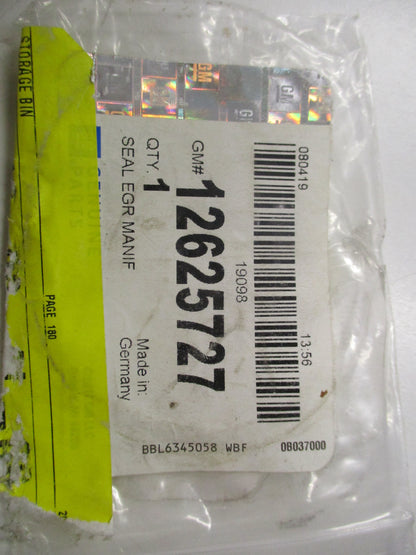 STORAGE BIN
PAGE 180
GM
GM
080419
13:56
19098
GM# 12625727
QTY. 1
SEAL EGR MANIF
Made in:
Germany
BBL6345058 WBF
0B037000